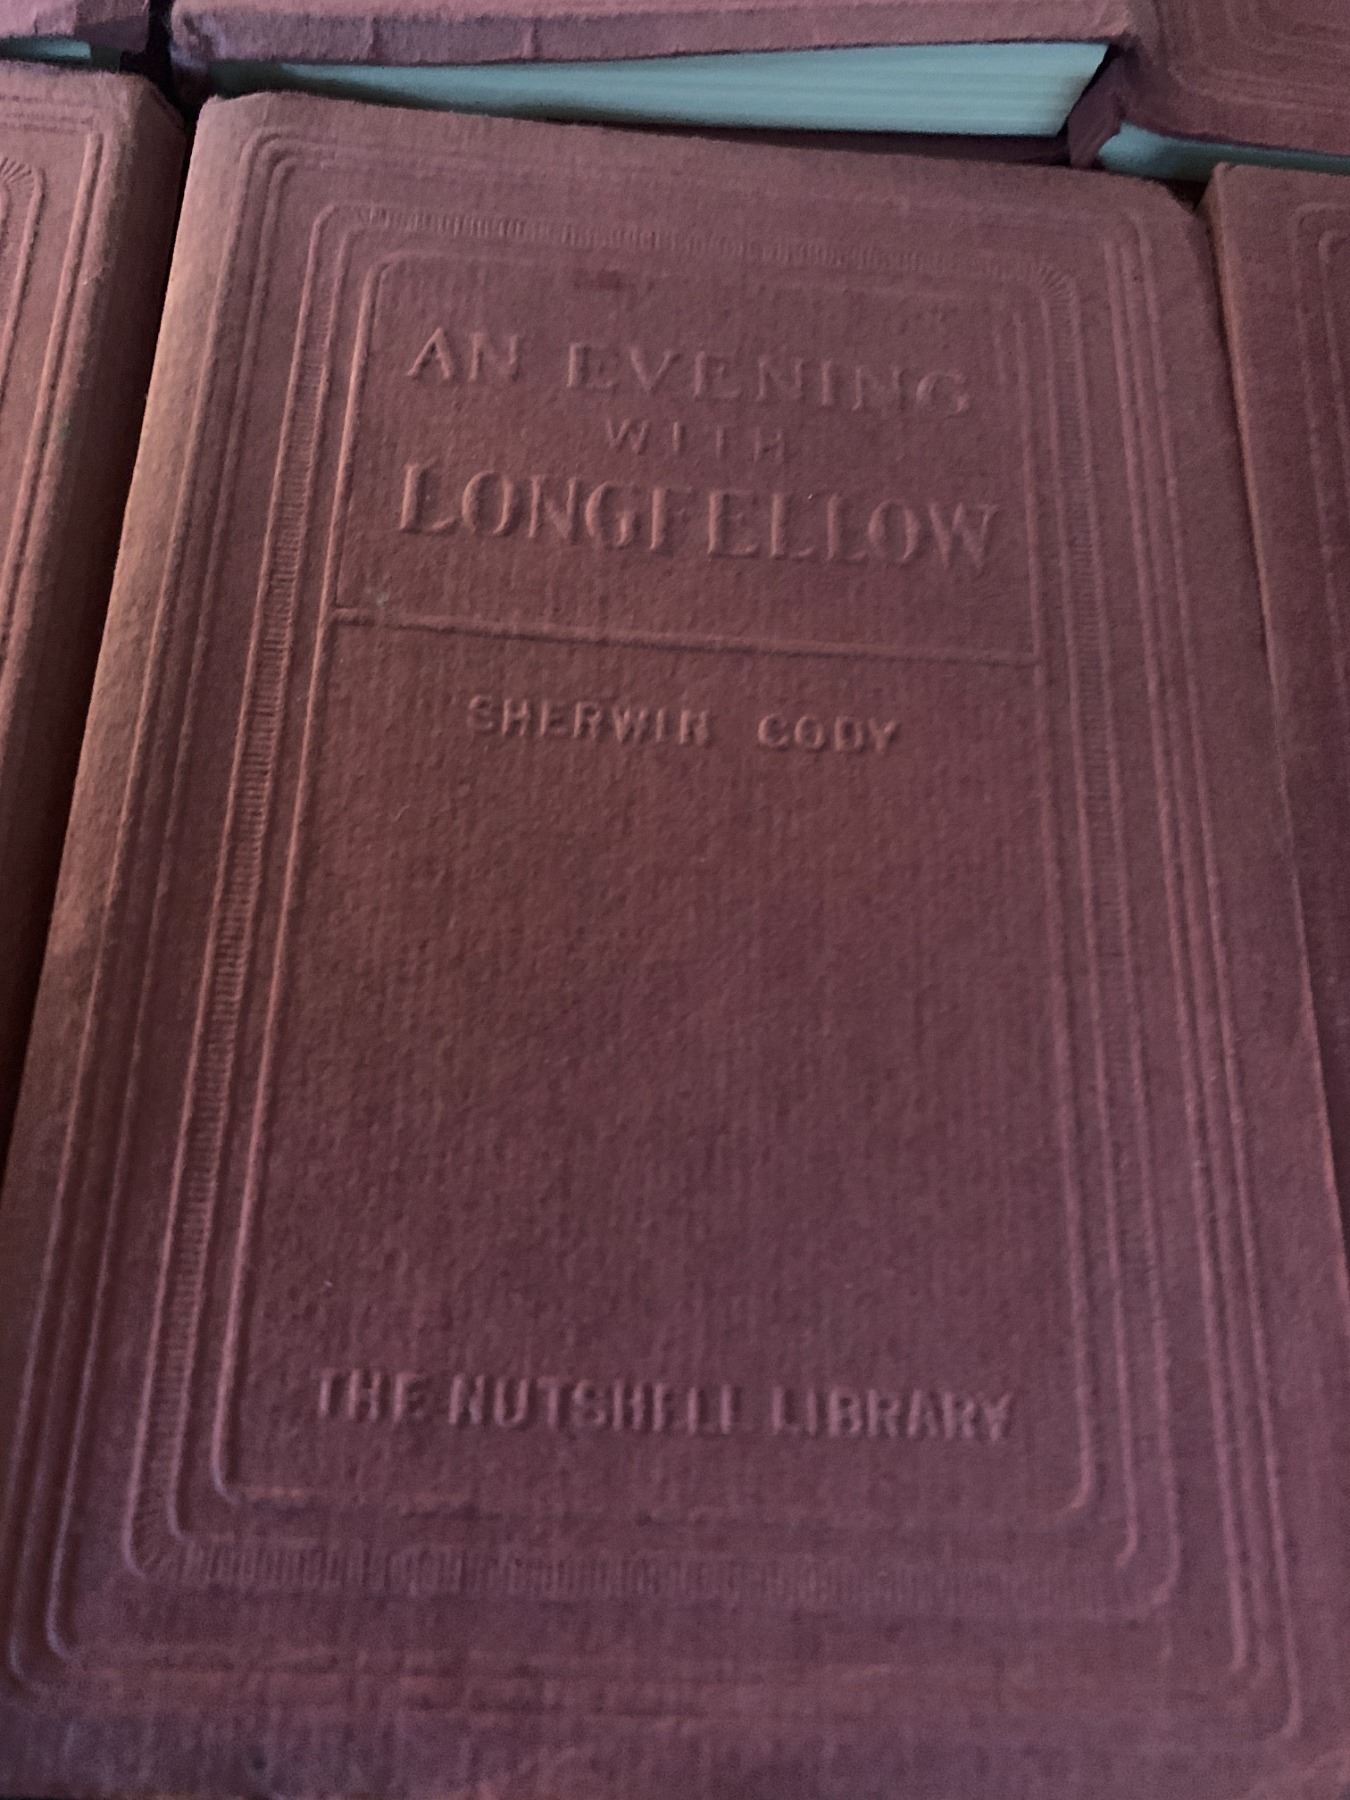 AN EVENING
WITH
LONGFELLOW
SHERWIN CODY
THE NUTSHELL LIBRARY